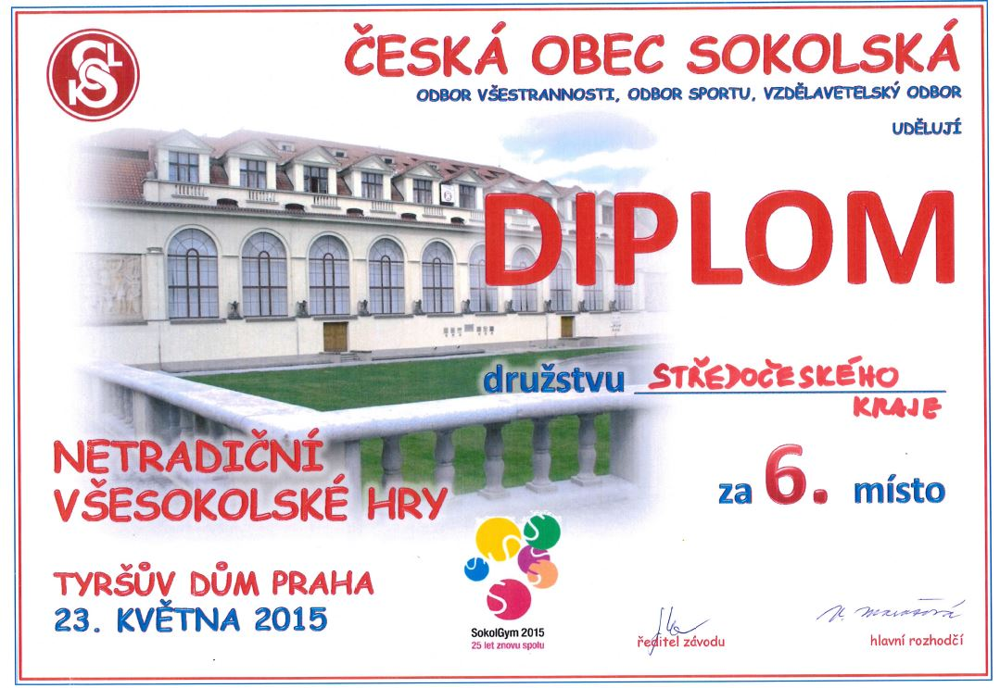 ČESKÁ OBEC SOKOLSKÁ
ODBOR VŠESTRANNOSTI, ODBOR SPORTU, VZDĚLAVETELSKÝ ODBOR
UDĚLUJÍ
DIPLOM
družstvu STŘEDOČESKÉHO
KRAJE
za 6. místo
NETRADIČNÍ
VŠESOKOLSKÉ HRY
TYRŠŮV DŮM PRAHA
23. KVĚTNA 2015
SokolGym 2015
25 let znovu spolu
ředitel závodu
hlavní rozhodčí